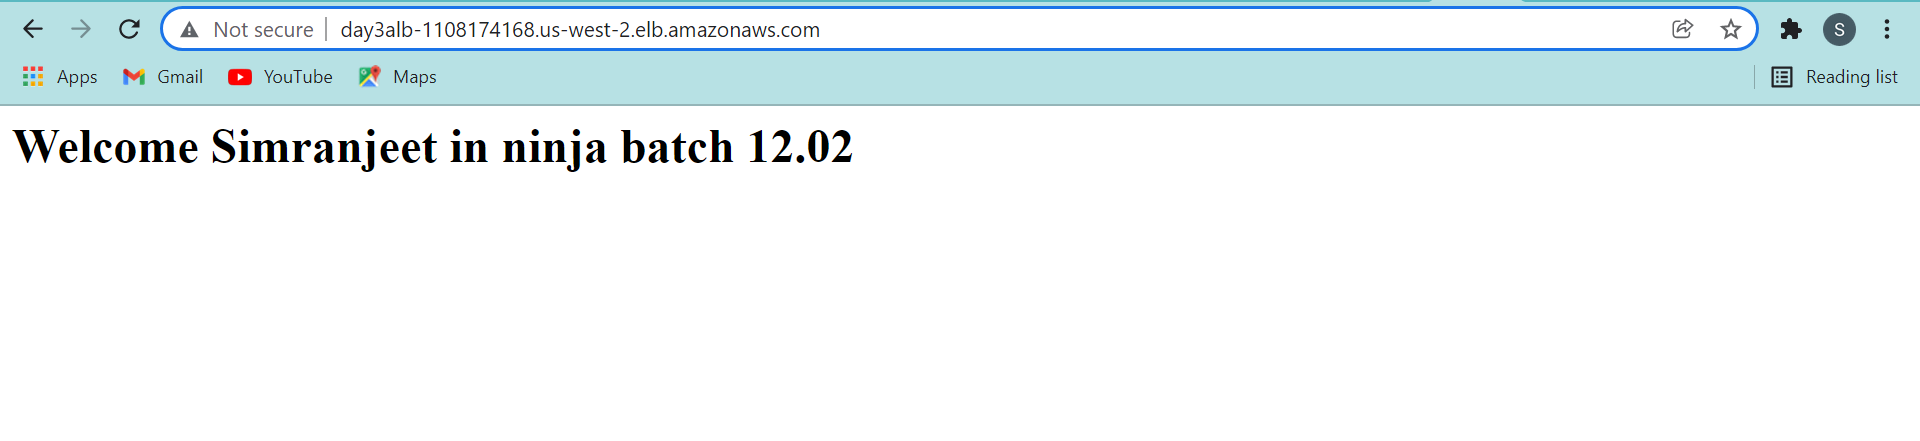 Not secure day3alb-1108174168.us-west-2.elb.amazonaws.com S
Apps Gmail YouTube Maps Reading list
Welcome Simranjeet in ninja batch 12.02